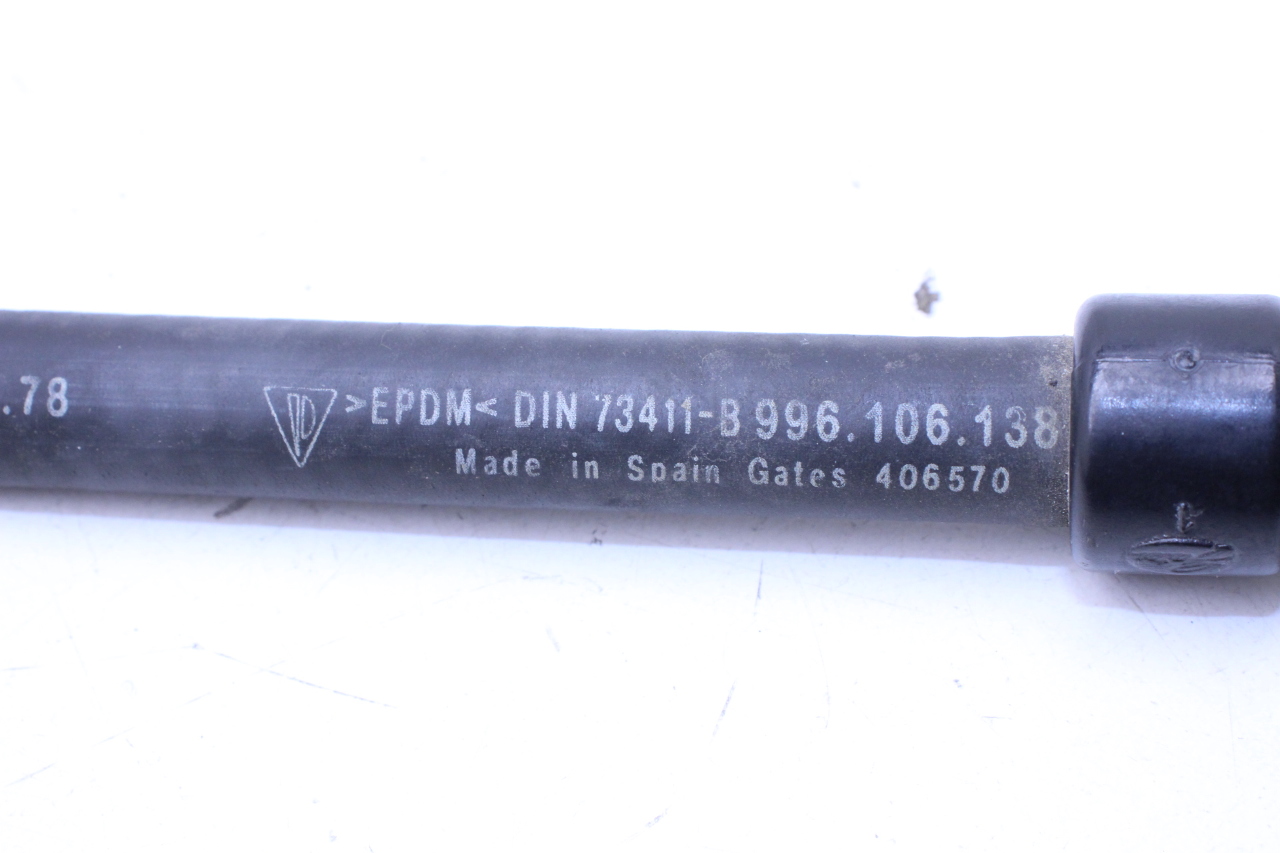 .78
>EPDM< DIN 73411-B 996.106.138
Made in Spain Gates 406570